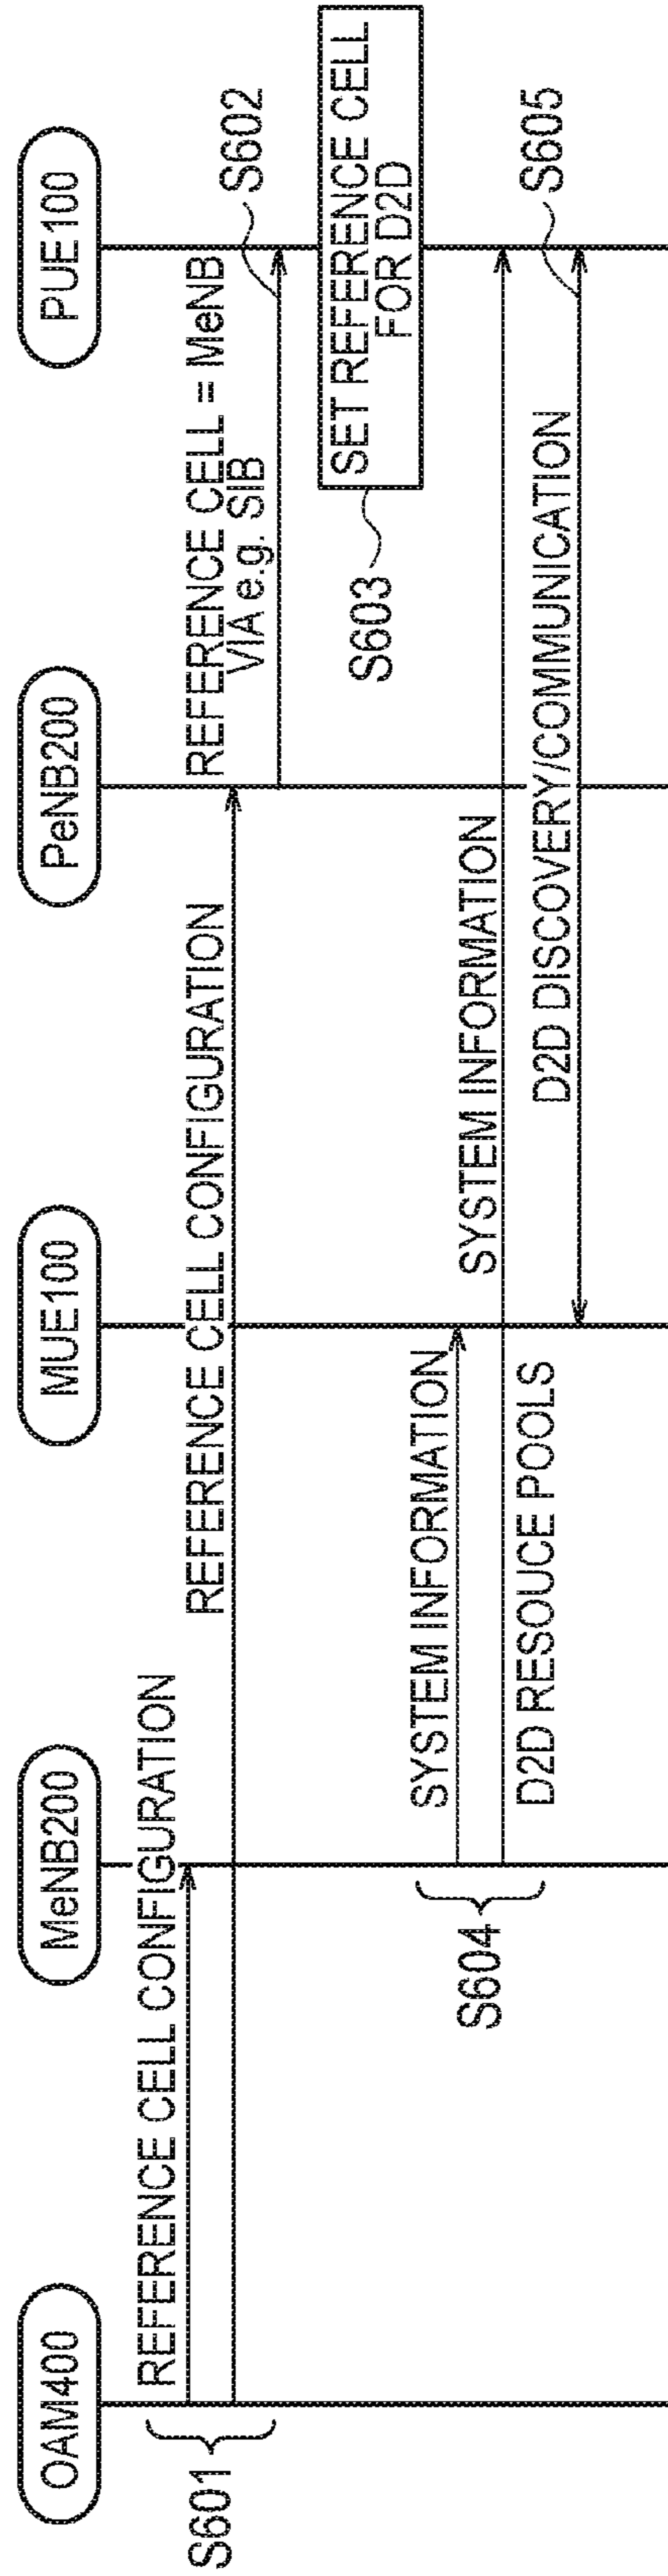 OAM400
MeNB200
MUE100
PeNB200
PUE100
S601
REFERENCE CELL CONFIGURATION
REFERENCE CELL CONFIGURATION
REFERENCE CELL = MeNB
VIA e.g. SIB
S602
S603
SET REFERENCE CELL
FOR D2D
S604
SYSTEM INFORMATION
SYSTEM INFORMATION
D2D RESOUCE POOLS
D2D DISCOVERY/COMMUNICATION
S605